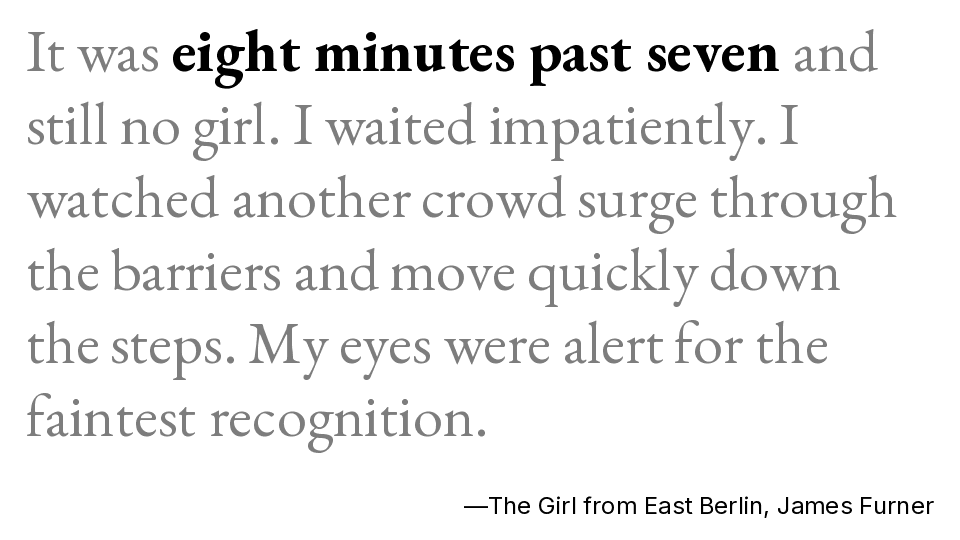 It was eight minutes past seven and
still no girl. I waited impatiently. I
watched another crowd surge through
the barriers and move quickly down
the steps. My eyes were alert for the
faintest recognition.
—The Girl from East Berlin, James Furner